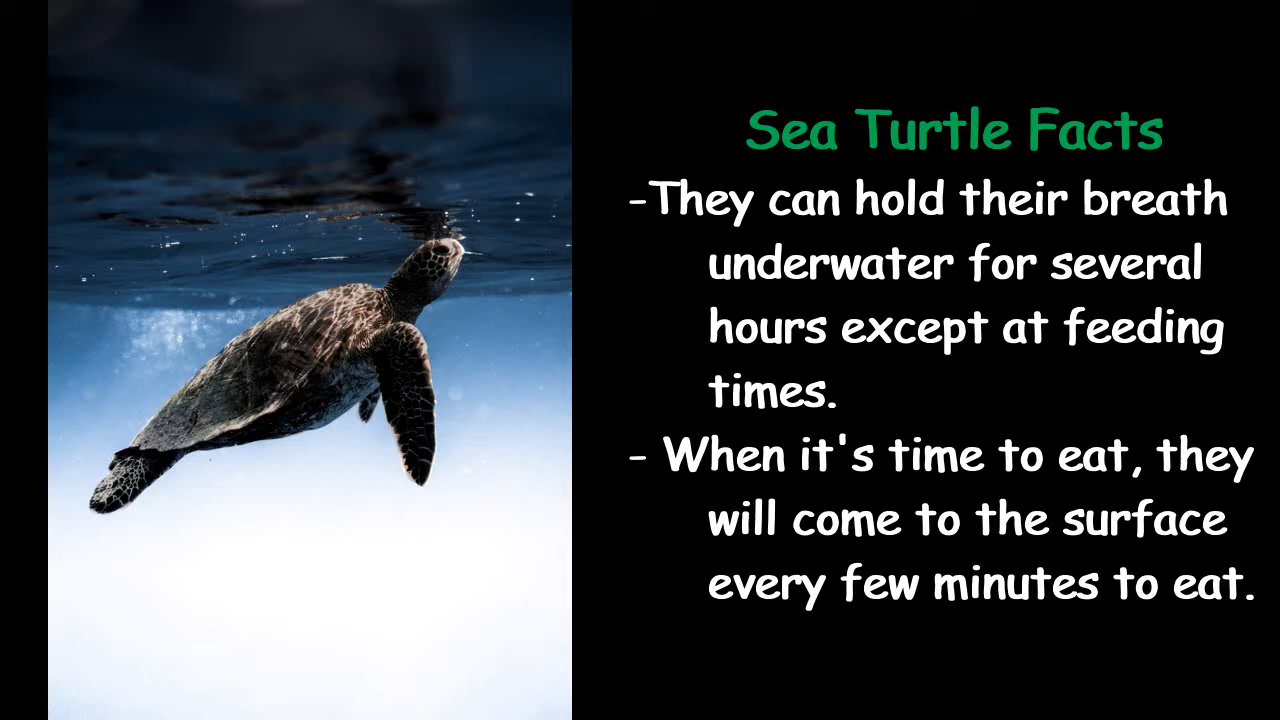 Sea Turtle Facts
-They can hold their breath
underwater for several
hours except at feeding
times.
- When it's time to eat, they
will come to the surface
every few minutes to eat.